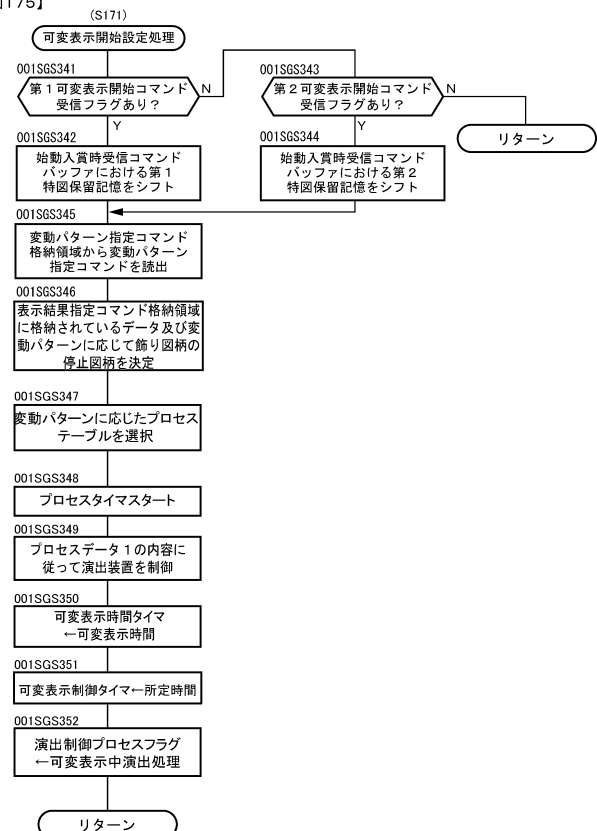 175】
(S171)
可変表示開始設定処理
001SGS341
第１可変表示開始コマンド
受信フラグあり？
N
Y
001SGS343
第２可変表示開始コマンド
受信フラグあり？
N
Y
リターン
001SGS342
始動入賞時受信コマンド
バッファにおける第１
特図保留記憶をシフト
001SGS344
始動入賞時受信コマンド
バッファにおける第２
特図保留記憶をシフト
001SGS345
変動パターン指定コマンド
格納領域から変動パターン
指定コマンドを読出
001SGS346
表示結果指定コマンド格納領域
に格納されているデータ及び変
動パターンに応じて飾り図柄の
停止図柄を決定
001SGS347
変動パターンに応じたプロセス
テーブルを選択
001SGS348
プロセスタイマスタート
001SGS349
プロセスデータ１の内容に
従って演出装置を制御
001SGS350
可変表示時間タイマ
←可変表示時間
001SGS351
可変表示制御タイマ←所定時間
001SGS352
演出制御プロセスフラグ
←可変表示中演出処理
リターン